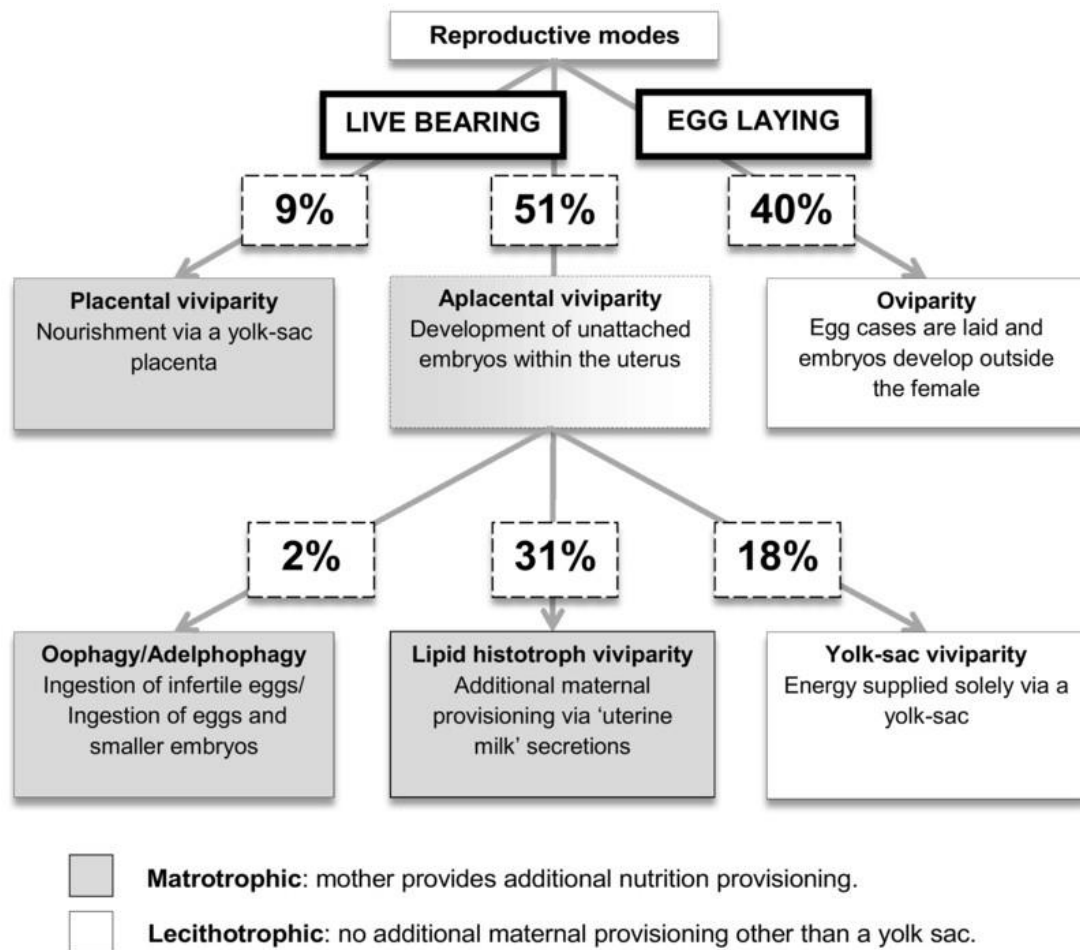 Reproductive modes
LIVE BEARING
EGG LAYING
9%
51%
40%
Placental viviparity
Nourishment via a yolk-sac
placenta
Aplacental viviparity
Development of unattached
embryos within the uterus
Oviparity
Egg cases are laid and
embryos develop outside
the female
2%
31%
18%
Oophagy/Adelphophagy
Ingestion of infertile eggs/
Ingestion of eggs and
smaller embryos
Lipid histotroph viviparity
Additional maternal
provisioning via ‘uterine
milk’ secretions
Yolk-sac viviparity
Energy supplied solely via a
yolk-sac
Matrotrophic: mother provides additional nutrition provisioning.
Lecithotrophic: no additional maternal provisioning other than a yolk sac.